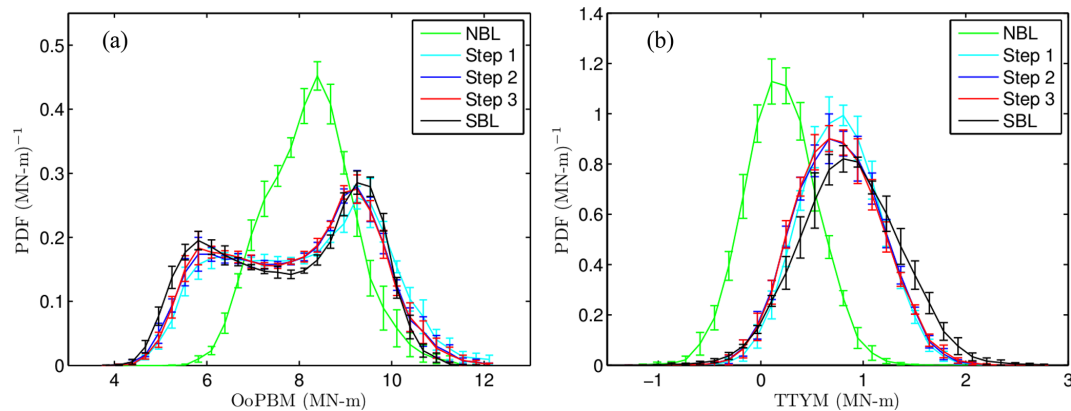 (a)
NBL
Step 1
Step 2
Step 3
SBL
PDF (MN-m)⁻¹
0.5
0.4
0.3
0.2
0.1
0
4 6 8 10 12
OoPBM (MN-m)
(b)
NBL
Step 1
Step 2
Step 3
SBL
PDF (MN-m)⁻¹
1.4
1.2
1
0.8
0.6
0.4
0.2
0
−1 0 1 2 3
TTYM (MN-m)